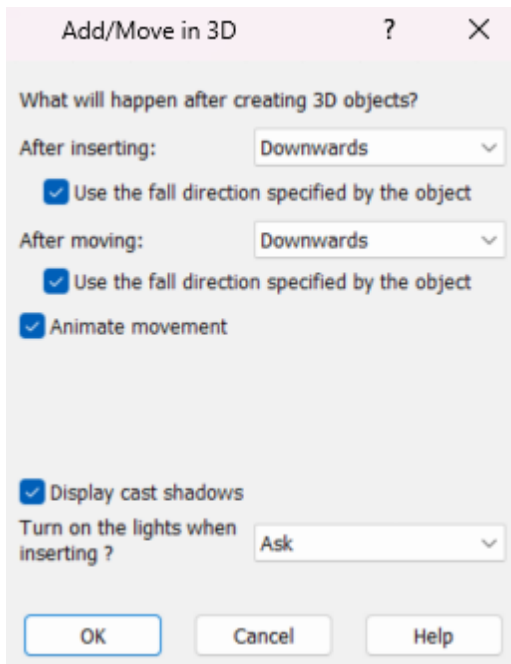 Add/Move in 3D ?
What will happen after creating 3D objects?
After inserting: Downwards
Use the fall direction specified by the object
After moving: Downwards
Use the fall direction specified by the object
Animate movement
Display cast shadows
Turn on the lights when
inserting ? Ask
OK Cancel Help